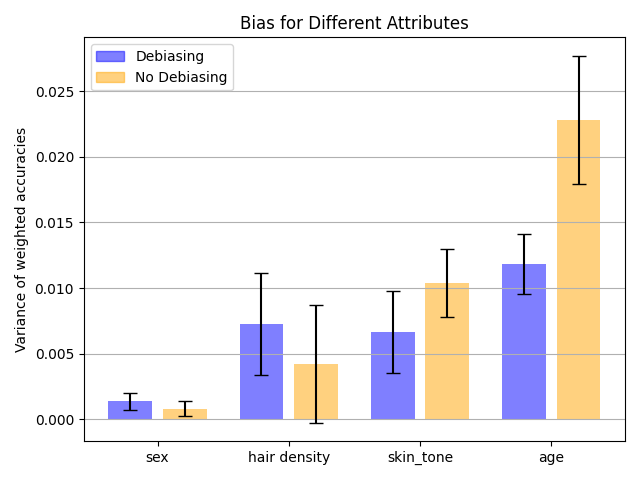 Bias for Different Attributes
Debiasing
No Debiasing
Variance of weighted accuracies
0.025
0.020
0.015
0.010
0.005
0.000
sex
hair density
skin_tone
age